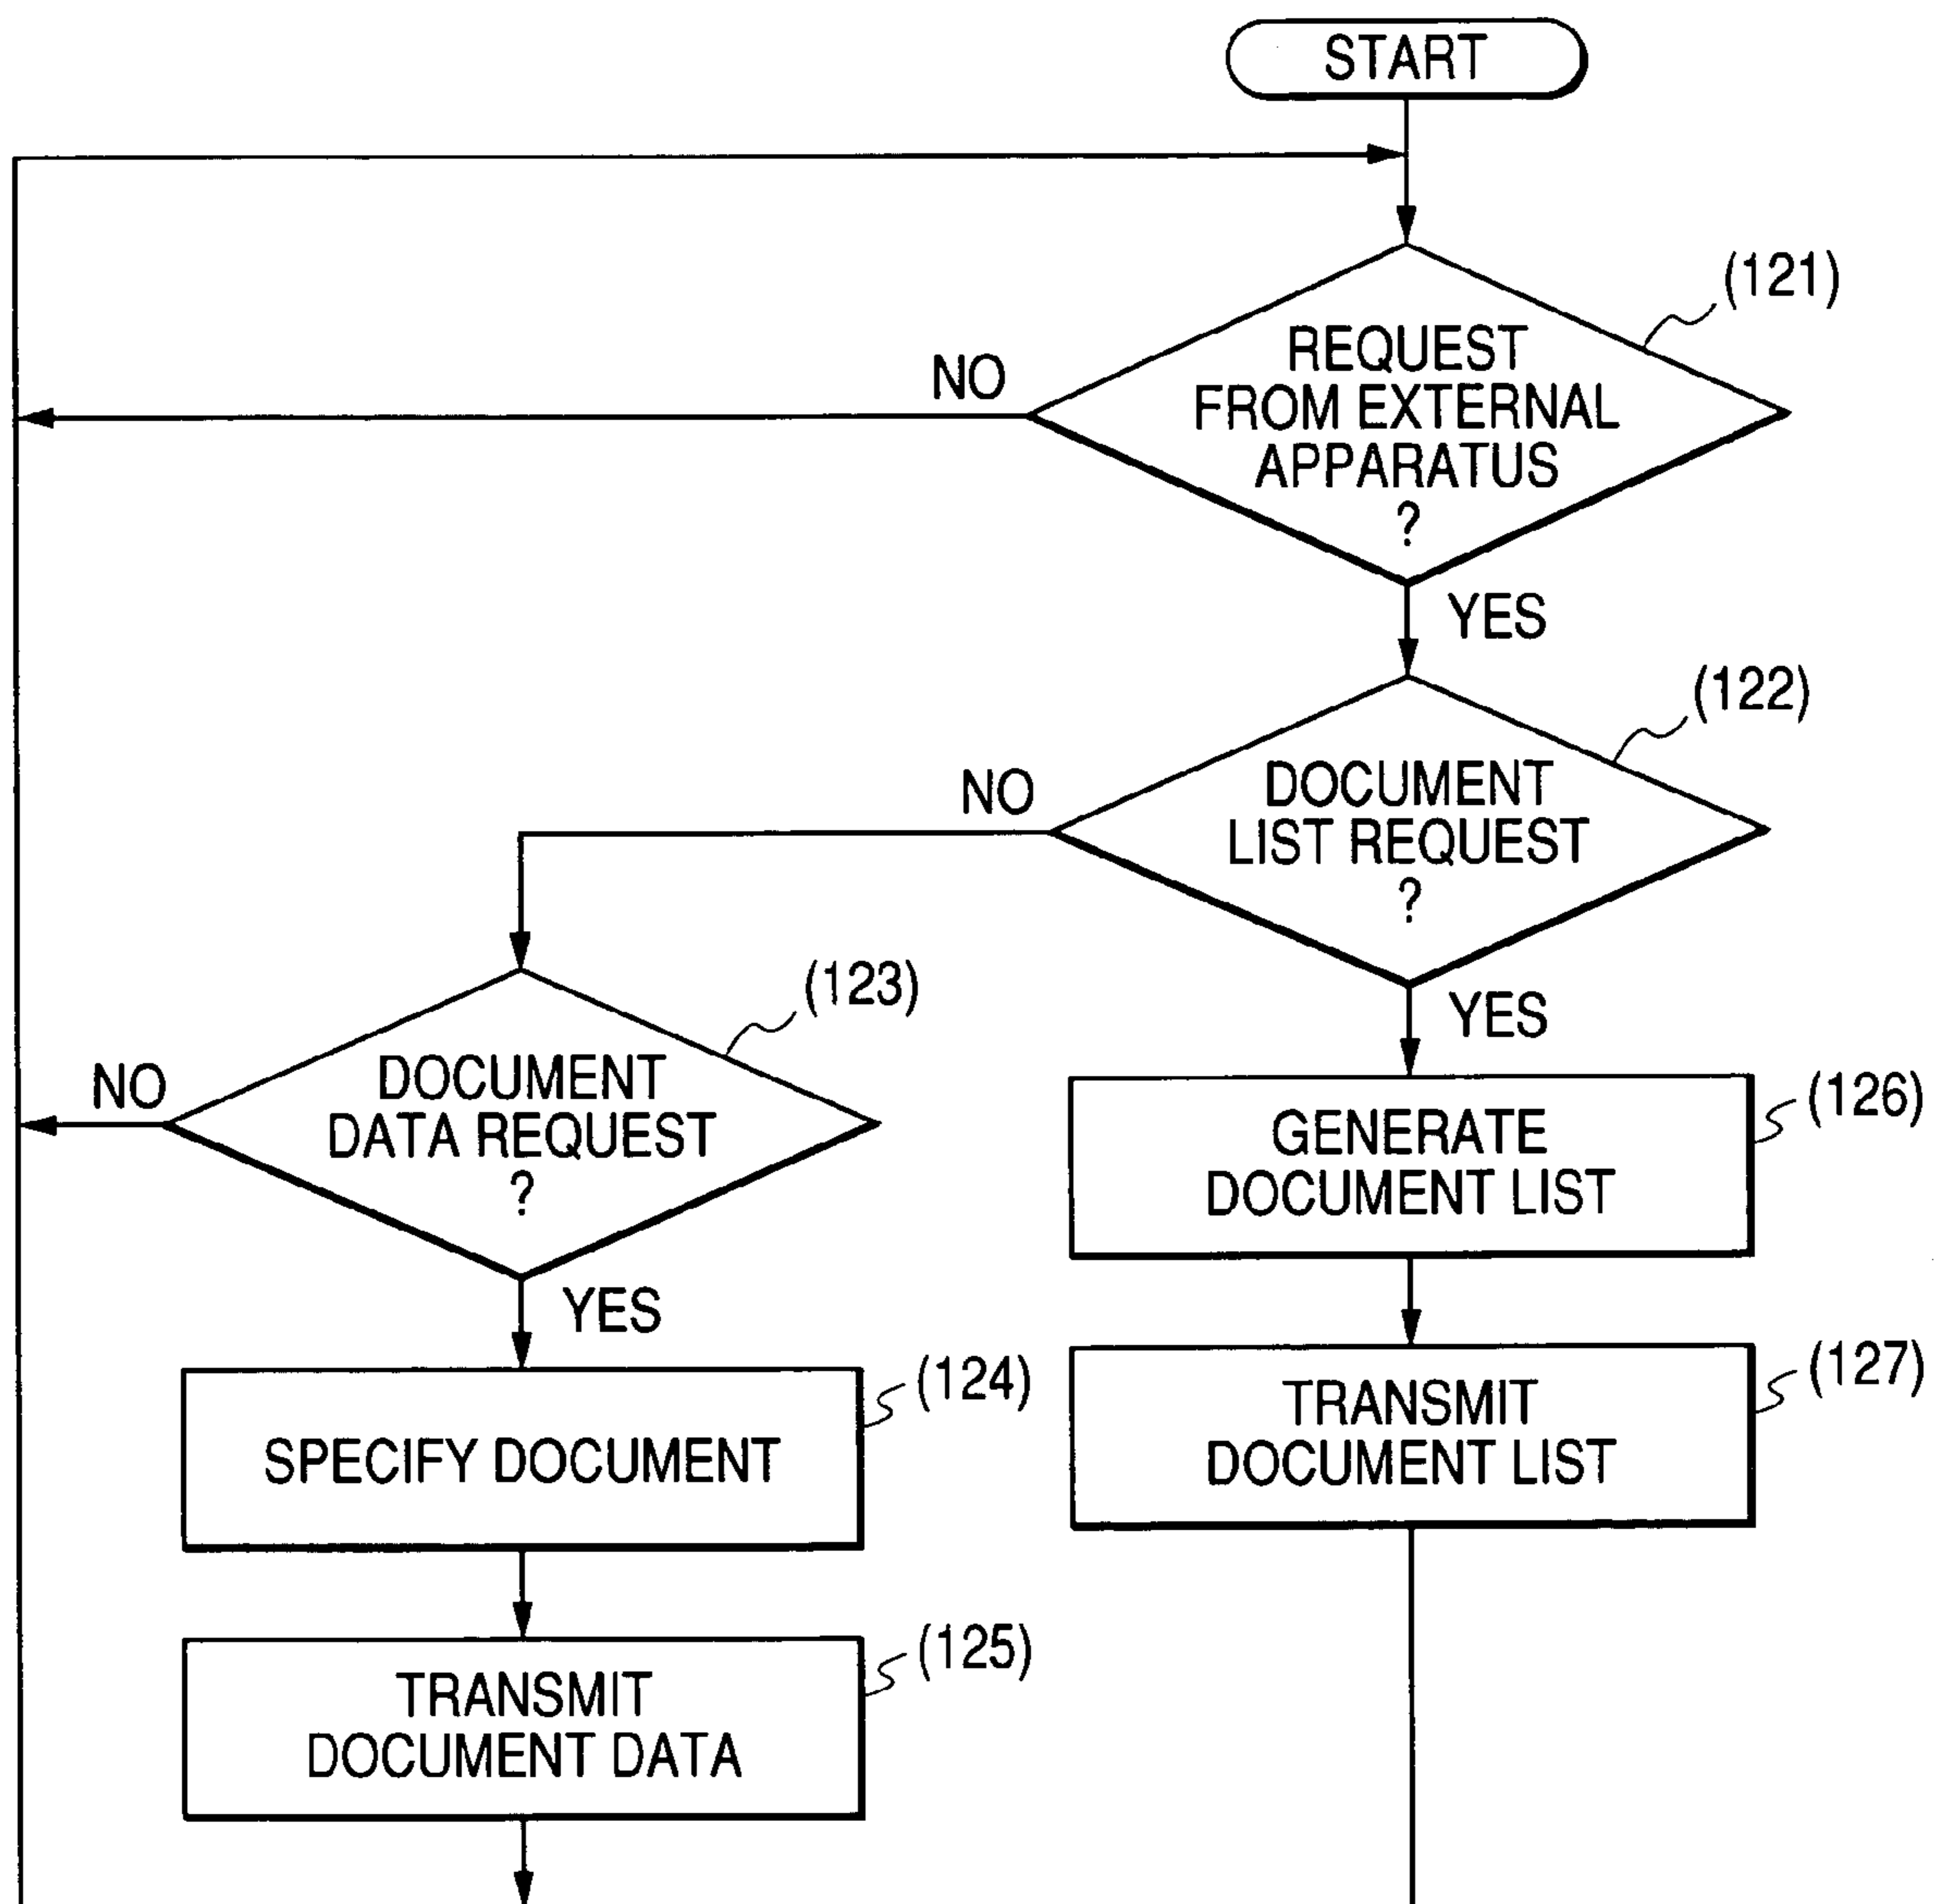 START
(121)
REQUEST
FROM EXTERNAL
APPARATUS
?
NO
YES
(122)
DOCUMENT
LIST REQUEST
?
NO
YES
(123)
DOCUMENT
DATA REQUEST
?
NO
YES
(126)
GENERATE
DOCUMENT LIST
(124)
SPECIFY DOCUMENT
(127)
TRANSMIT
DOCUMENT LIST
(125)
TRANSMIT
DOCUMENT DATA